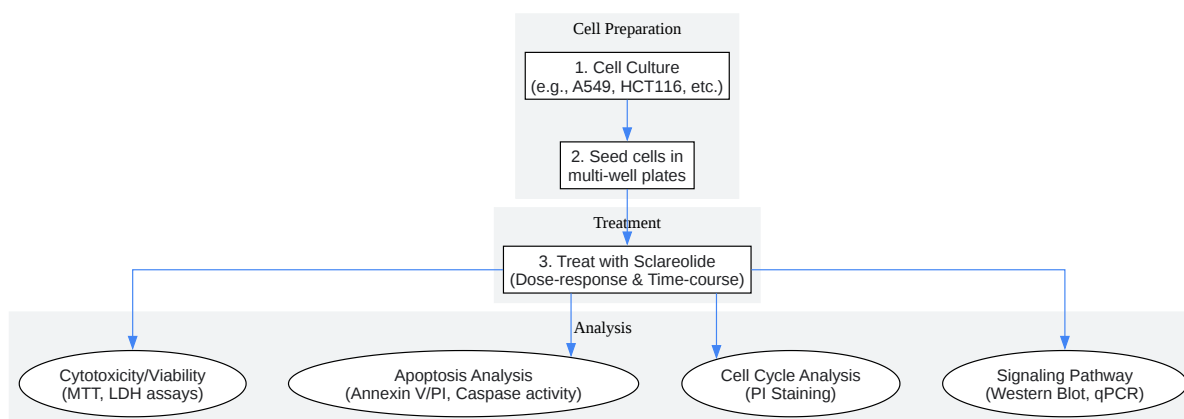 Cell Preparation
1. Cell Culture
(e.g., A549, HCT116, etc.)
2. Seed cells in
multi-well plates
Treatment
3. Treat with Sclareolide
(Dose-response & Time-course)
Analysis
Cytotoxicity/Viability
(MTT, LDH assays)
Apoptosis Analysis
(Annexin V/PI, Caspase activity)
Cell Cycle Analysis
(PI Staining)
Signaling Pathway
(Western Blot, qPCR)